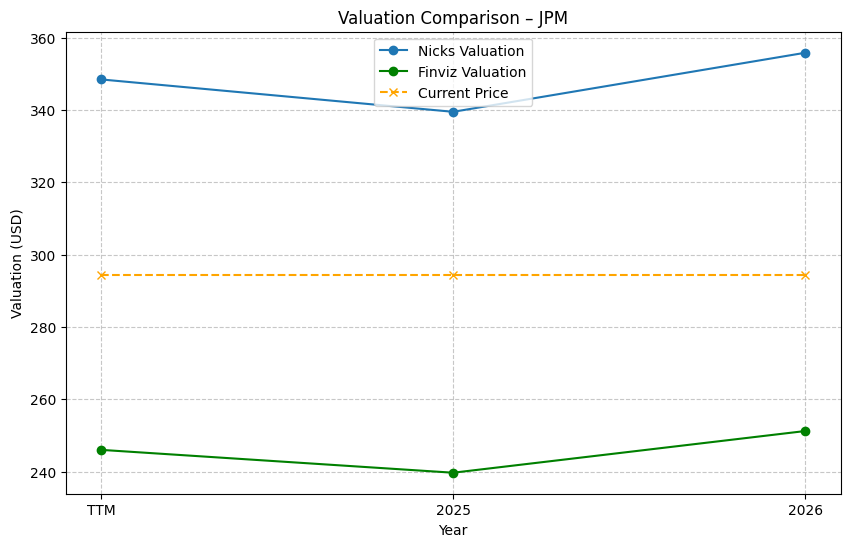 Valuation Comparison – JPM
Nicks Valuation
Finviz Valuation
Current Price
Valuation (USD)
360
340
320
300
280
260
240
TTM
2025
2026
Year